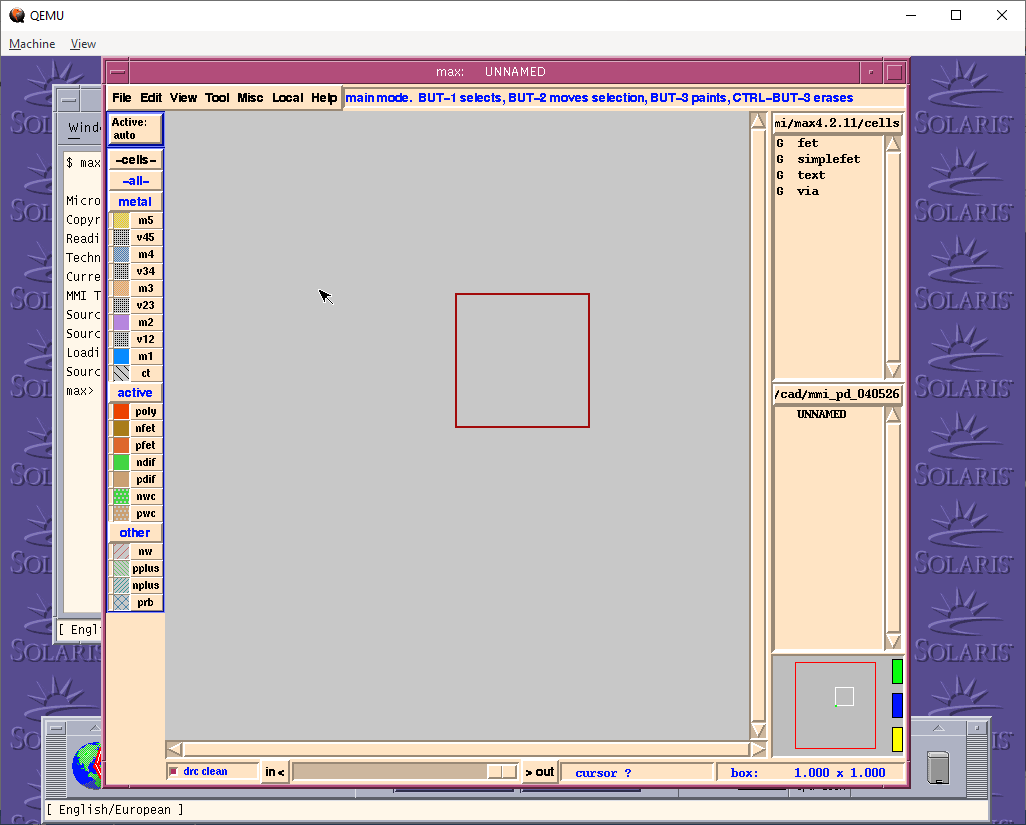 QEMU
Machine View
max: UNNAMED
File Edit View Tool Misc Local Help
main mode. BUT-1 selects, BUT-2 moves selection, BUT-3 paints, CTRL-BUT-3 erases
Active:
auto
-cells-
-all-
metal
m5
v45
m4
v34
m3
v23
m2
v12
m1
ct
active
poly
nfet
pfet
ndif
pdif
nwc
pwc
other
nw
pplus
nplus
prb
mi/max4.2.11/cells
G fet
G simplefet
G text
G via
/cad/mmi_pd_040526
UNNAMED
drc clean
in <
> out
cursor ?
box: 1.000 x 1.000
Wind
$ max
Micro
Copyr
Readi
Techn
Curre
MMI T
Sourc
Sourc
Loadi
Sourc
max>
[ Engl
[ English/European ]
SOLARIS
SOLARIS
SOLARIS
SOLARIS
SOLARIS
SOLARIS
SOLARIS
SOLARIS